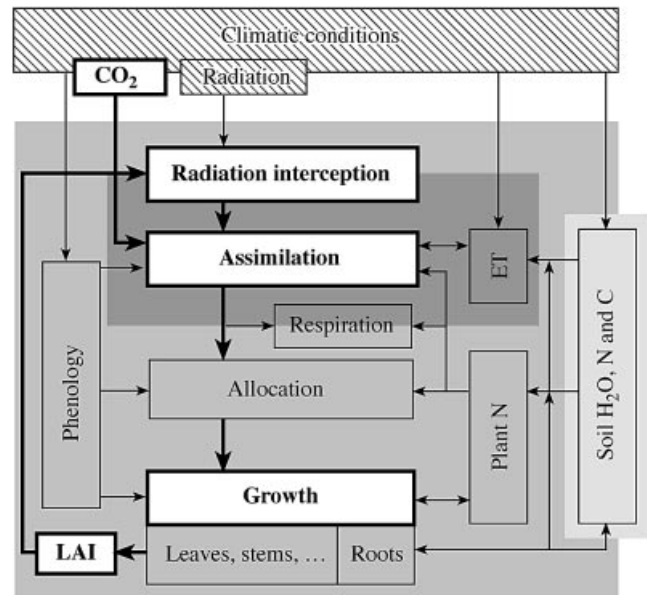 Climatic conditions
CO₂
Radiation
Radiation interception
Assimilation
ET
Respiration
Phenology
Allocation
Plant N
Soil H₂O, N and C
Growth
LAI
Leaves, stems, …
Roots